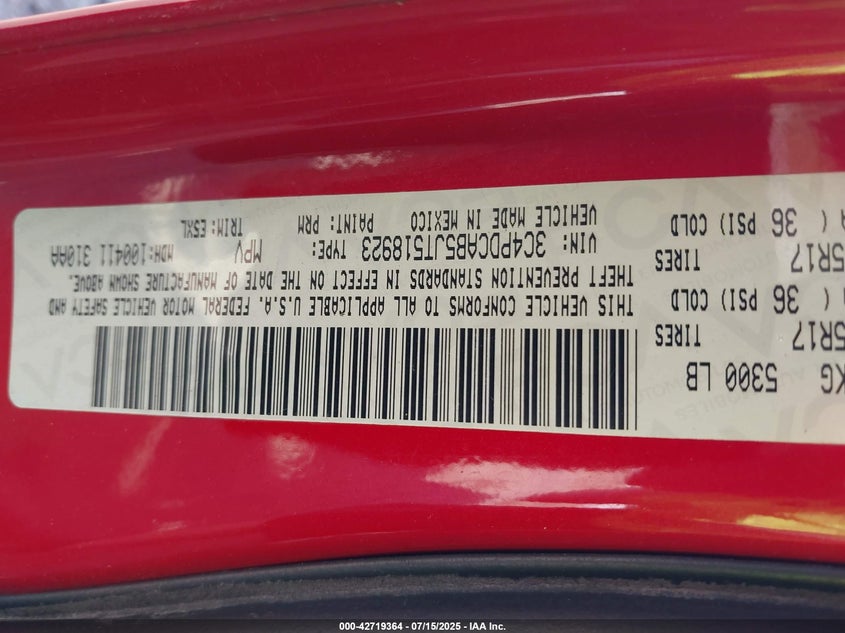 KG 5300 LB
5R17 TIRES
( 36 PSI) COLD
5R17 TIRES
( 36 PSI) COLD
THIS VEHICLE CONFORMS TO ALL APPLICABLE U.S.A. FEDERAL MOTOR VEHICLE SAFETY AND
THEFT PREVENTION STANDARDS IN EFFECT ON THE DATE OF MANUFACTURE SHOWN ABOVE.
VIN: TYPE: MDH:100411 310AA
3C4PDCAB5JT518923 MPV
VEHICLE MADE IN MEXICO PAINT: PRM TRIM: E5XL
000-42719364 - 07/15/2025 - IAA Inc.